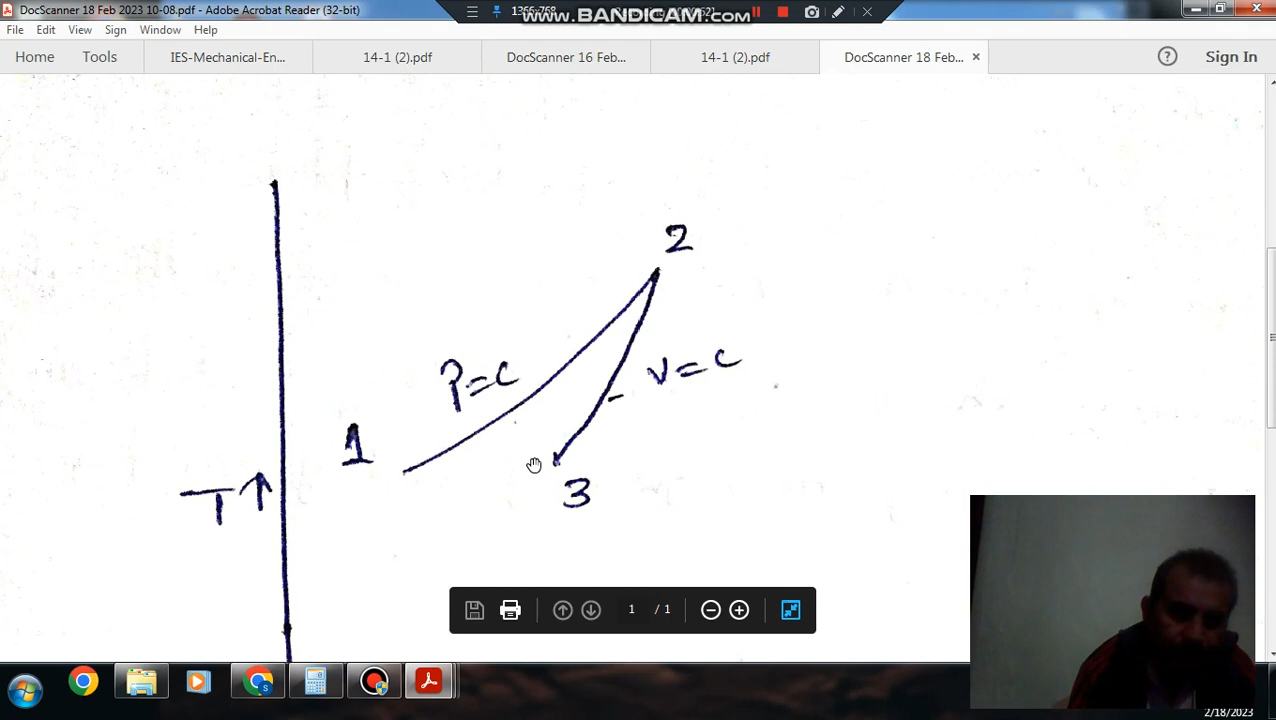 DocScanner 18 Feb 2023 10-08.pdf - Adobe Acrobat Reader (32-bit)
1366x768
www.BANDICAM.com
File Edit View Sign Window Help
Home Tools IES-Mechanical-En... 14-1 (2).pdf DocScanner 16 Feb... 14-1 (2).pdf DocScanner 18 Feb... Sign In
2
P=C
V=C
1
T↑
3
1 / 1
2/18/2023